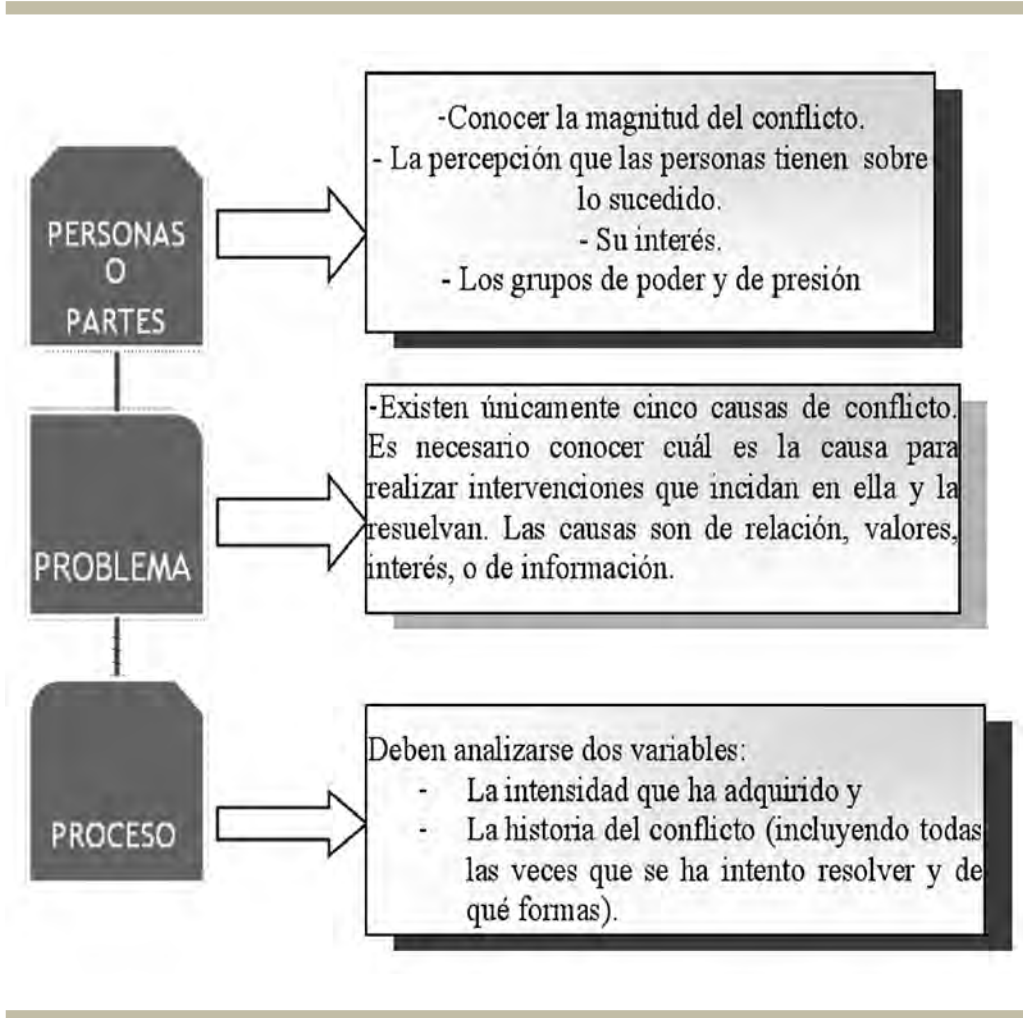 PERSONAS
O
PARTES
-Conocer la magnitud del conflicto.
- La percepción que las personas tienen sobre
lo sucedido.
- Su interés.
- Los grupos de poder y de presión
PROBLEMA
-Existen únicamente cinco causas de conflicto.
Es necesario conocer cuál es la causa para
realizar intervenciones que incidan en ella y la
resuelvan. Las causas son de relación, valores,
interés, o de información.
PROCESO
Deben analizarse dos variables:
- La intensidad que ha adquirido y
- La historia del conflicto (incluyendo todas
las veces que se ha intento resolver y de
qué formas).